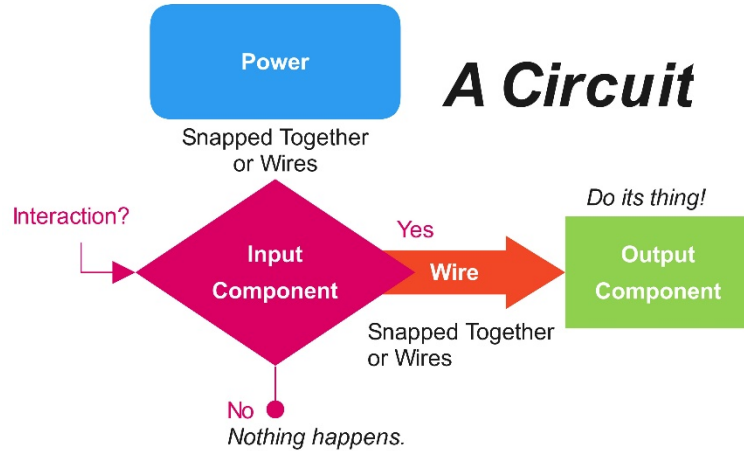 Power
A Circuit
Snapped Together
or Wires
Interaction?
Input
Component
Yes
Wire
Do its thing!
Output
Component
Snapped Together
or Wires
No
Nothing happens.